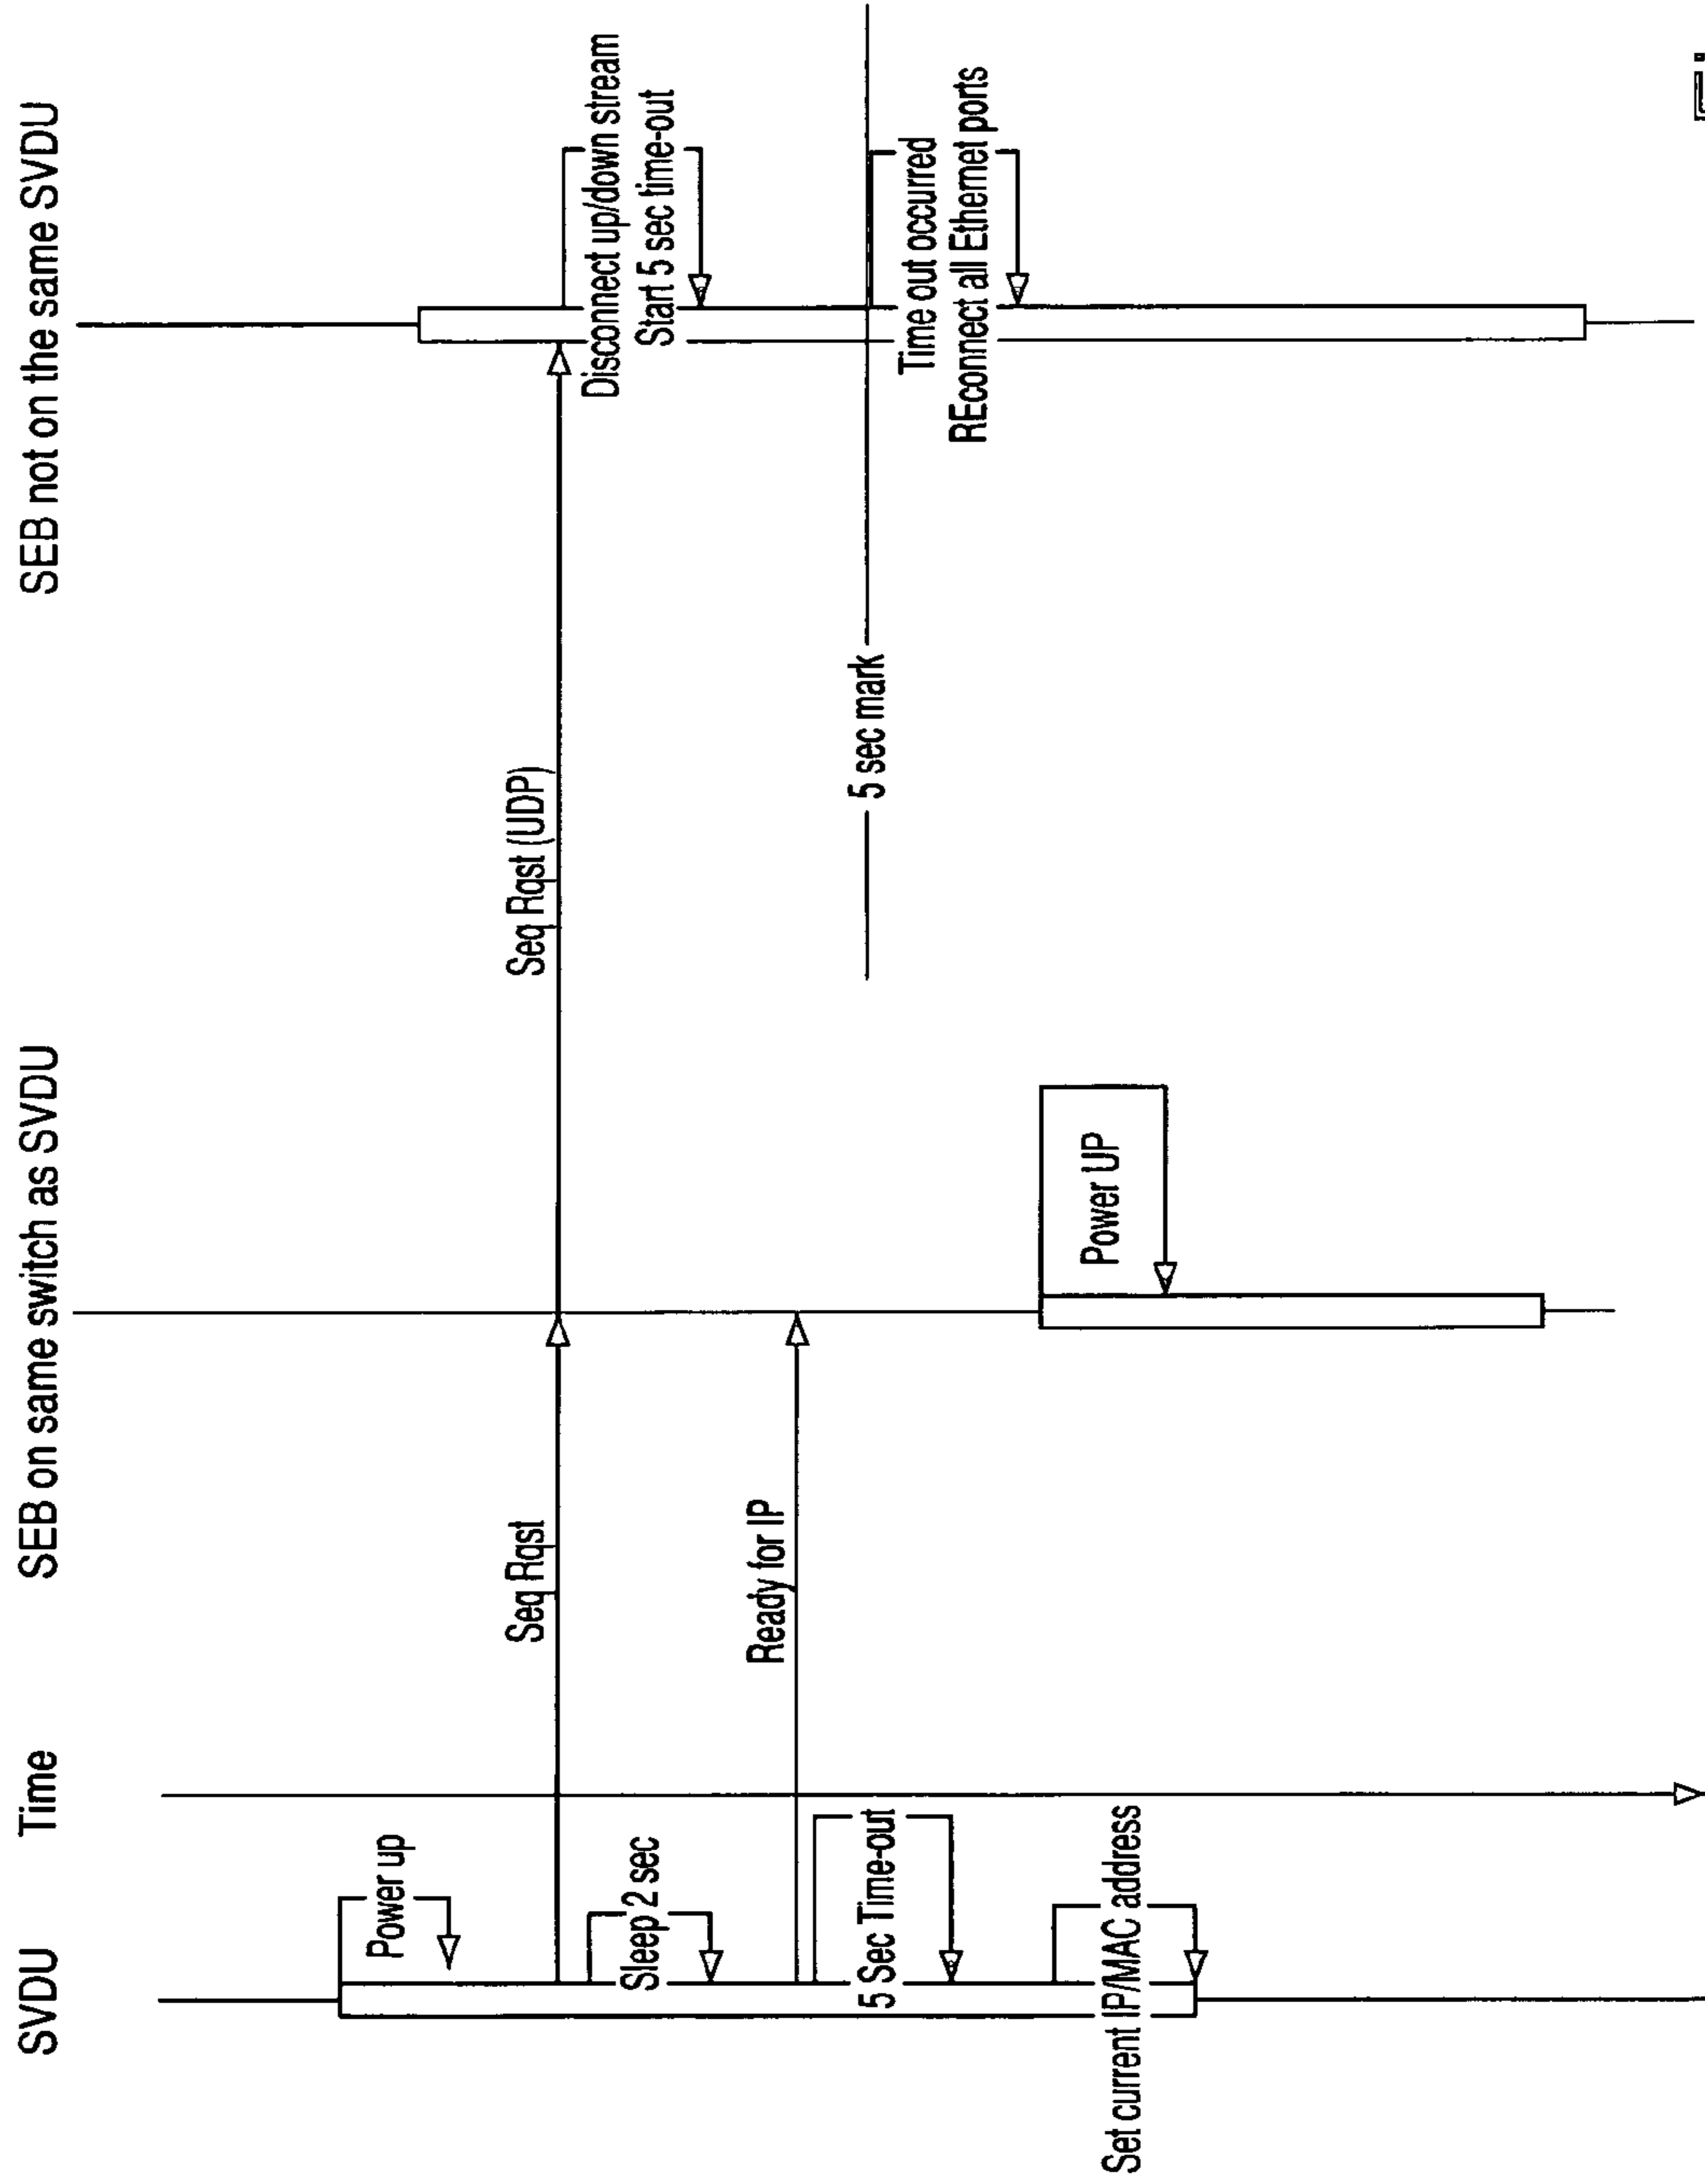 SVDU
Time
SEB on same switch as SVDU
SEB not on the same SVDU
Power up
Seq Rqst
Seq Rqst (UDP)
Disconnect up/down stream
Start 5 sec time-out
Sleep 2 sec
Ready for IP
5 sec mark
5 Sec Time-out
Time out occurred
REconnect all Ethernet ports
Power UP
Set current IP/MAC address